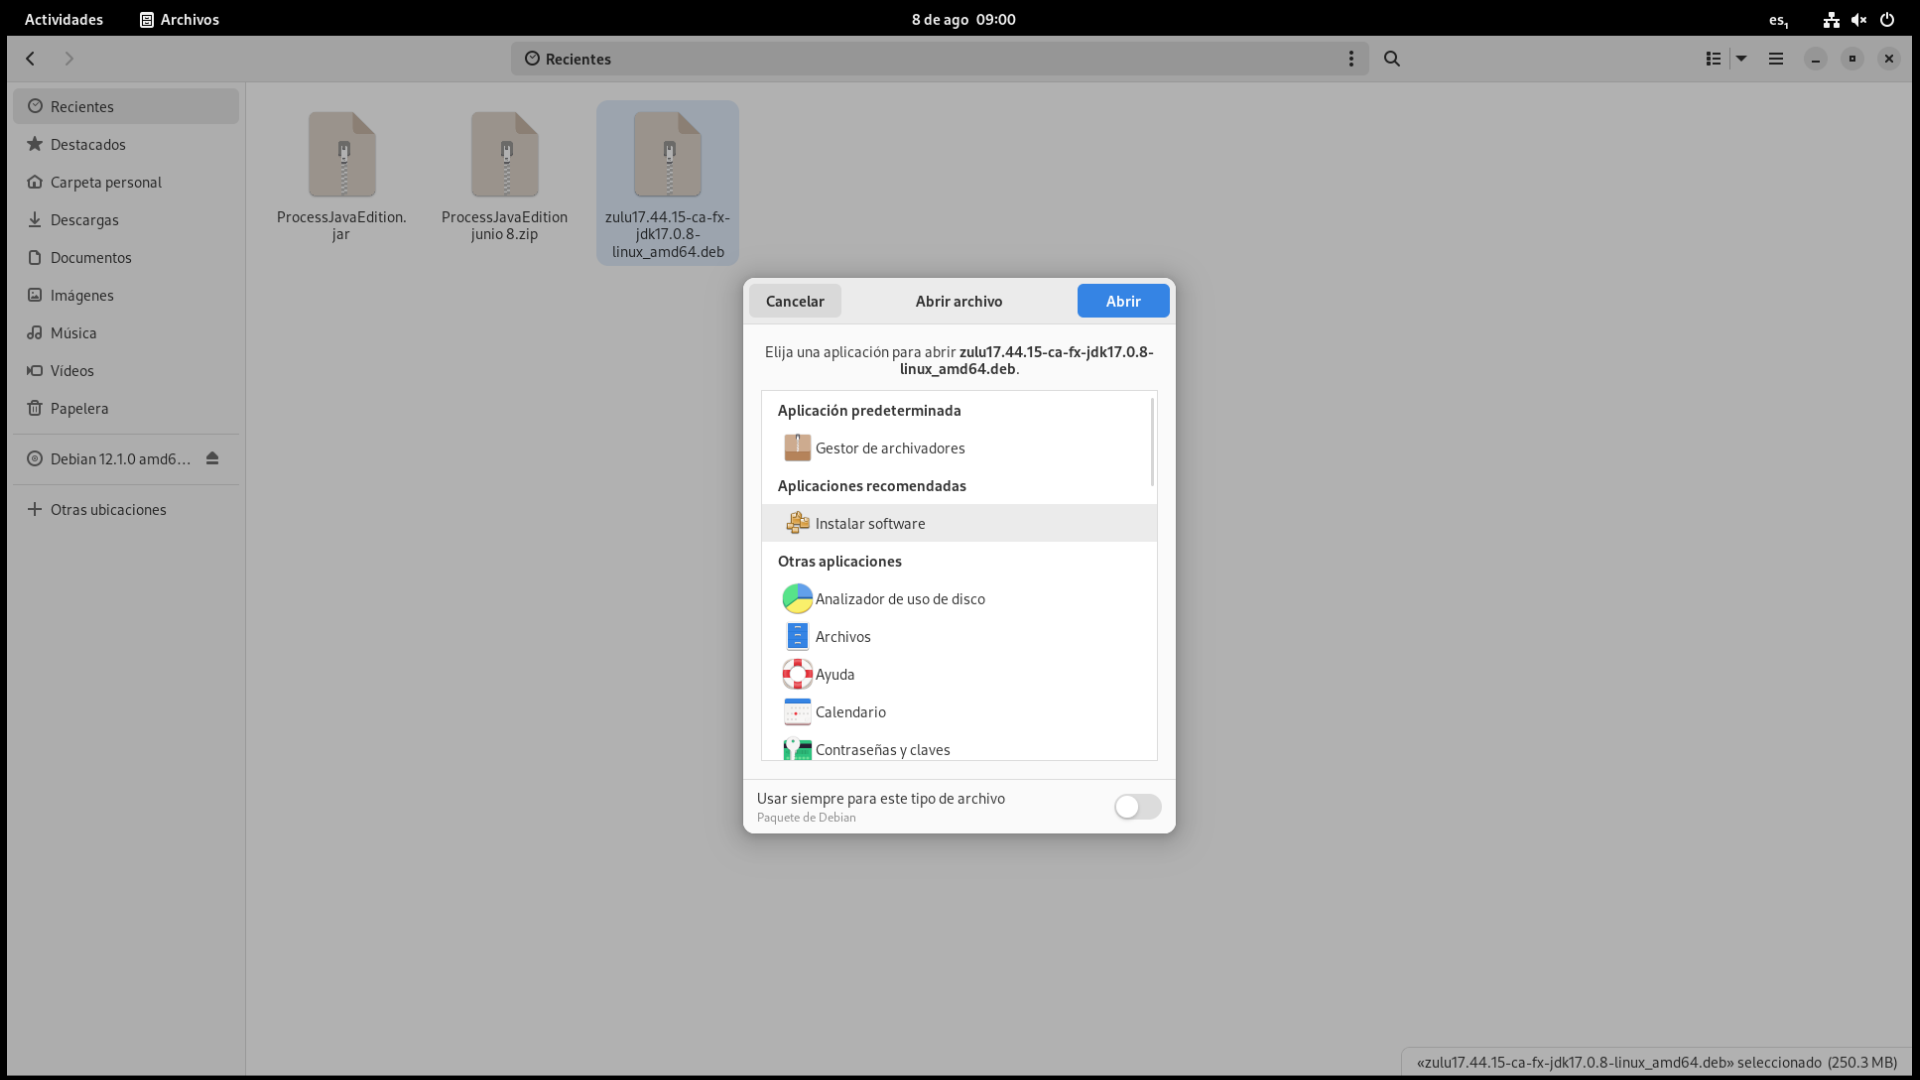 Actividades
Archivos
8 de ago 09:00
es₁
Recientes
Recientes
Destacados
Carpeta personal
Descargas
Documentos
Imágenes
Música
Vídeos
Papelera
Debian 12.1.0 amd6…
Otras ubicaciones
ProcessJavaEdition.
jar
ProcessJavaEdition
junio 8.zip
zulu17.44.15-ca-fx-
jdk17.0.8-
linux_amd64.deb
Cancelar
Abrir archivo
Abrir
Elija una aplicación para abrir zulu17.44.15-ca-fx-jdk17.0.8-
linux_amd64.deb.
Aplicación predeterminada
Gestor de archivadores
Aplicaciones recomendadas
Instalar software
Otras aplicaciones
Analizador de uso de disco
Archivos
Ayuda
Calendario
Contraseñas y claves
Usar siempre para este tipo de archivo
Paquete de Debian
«zulu17.44.15-ca-fx-jdk17.0.8-linux_amd64.deb» seleccionado (250.3 MB)